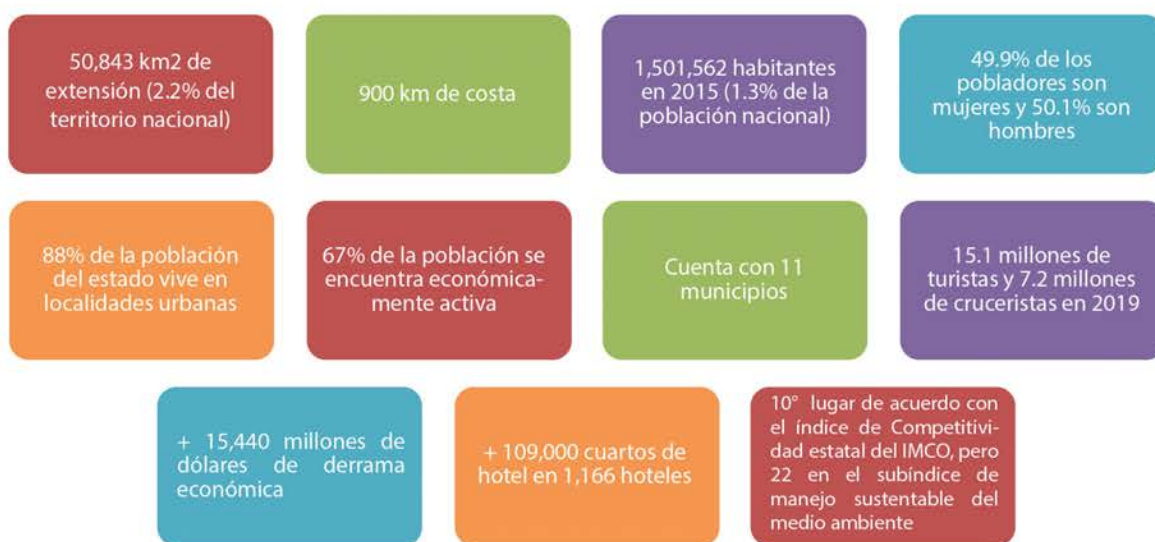 50,843 km2 de
extensión (2.2% del
territorio nacional)
900 km de costa
1,501,562 habitantes
en 2015 (1.3% de la
población nacional)
49.9% de los
pobladores son
mujeres y 50.1% son
hombres
88% de la población
del estado vive en
localidades urbanas
67% de la población se
encuentra económica-
mente activa
Cuenta con 11
municipios
15.1 millones de
turistas y 7.2 millones
de cruceristas en 2019
+ 15,440 millones de
dólares de derrama
económica
+ 109,000 cuartos de
hotel en 1,166 hoteles
10° lugar de acuerdo con
el índice de Competitivi-
dad estatal del IMCO, pero
22 en el subíndice de
manejo sustentable del
medio ambiente